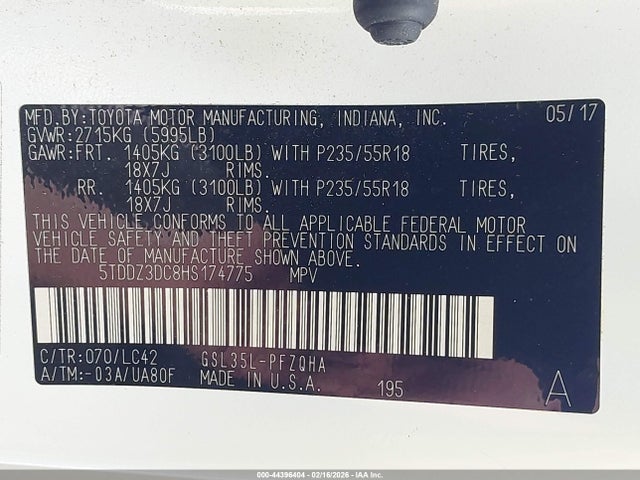 MFD.BY:TOYOTA MOTOR MANUFACTURING, INDIANA, INC. 05/17
GVWR:2715KG (5995LB)
GAWR:FRT. 1405KG (3100LB) WITH P235/55R18 TIRES,
18X7J RIMS.
RR. 1405KG (3100LB) WITH P235/55R18 TIRES,
18X7J RIMS.
THIS VEHICLE CONFORMS TO ALL APPLICABLE FEDERAL MOTOR
VEHICLE SAFETY AND THEFT PREVENTION STANDARDS IN EFFECT ON
THE DATE OF MANUFACTURE SHOWN ABOVE.
5TDDZ3DC8HS174775 MPV
C/TR:070/LC42 GSL35L-PFZQHA
A/TM:-03A/UA80F MADE IN U.S.A. 195 A
000-44396404 - 02/16/2026 - IAA Inc.